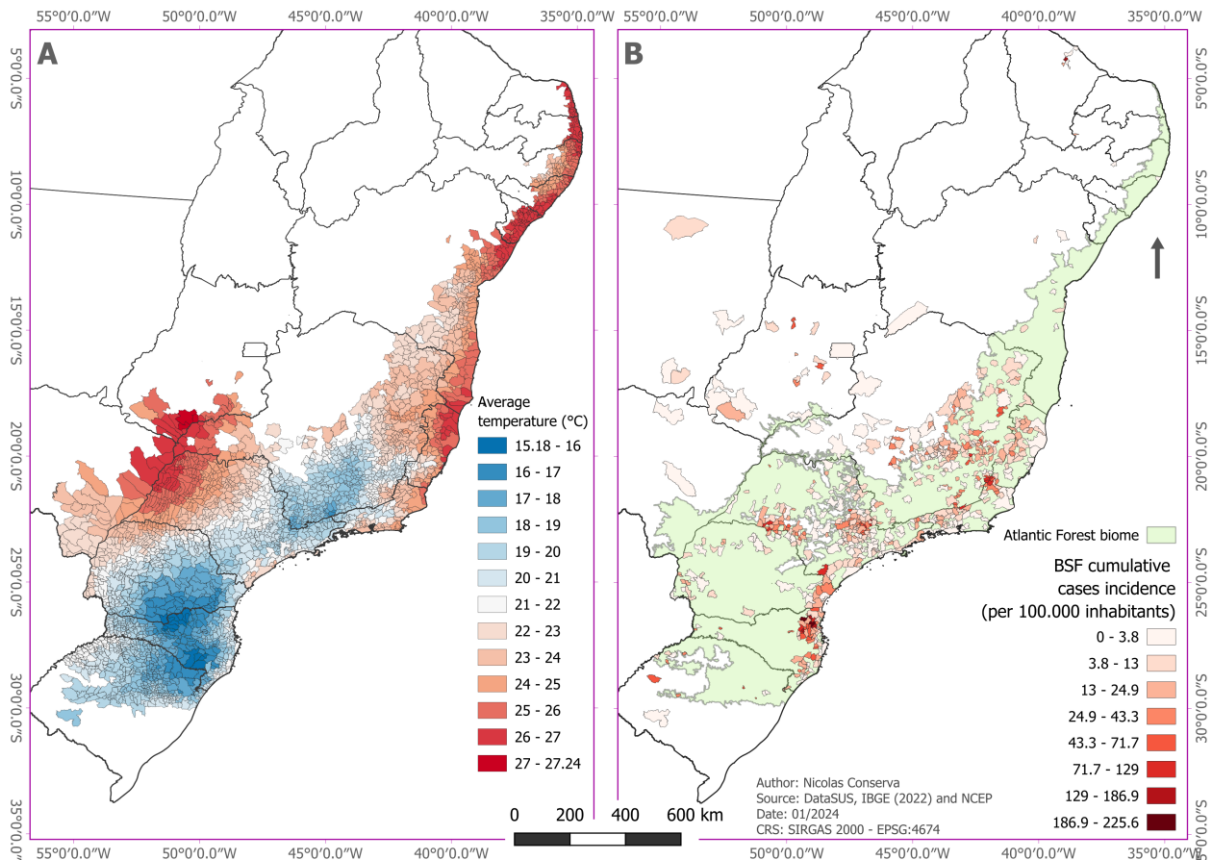 55°0'0.0"W 50°0'0.0"W 45°0'0.0"W 40°0'0.0"W 35°0'0.0"W 55°0'0.0"W 50°0'0.0"W 45°0'0.0"W 40°0'0.0"W 35°0'0.0"W
A
B
5°0'0.0"S
10°0'0.0"S
15°0'0.0"S
20°0'0.0"S
25°0'0.0"S
30°0'0.0"S
35°0'0.0"S
Average
temperature (°C)
15.18 - 16
16 - 17
17 - 18
18 - 19
19 - 20
20 - 21
21 - 22
22 - 23
23 - 24
24 - 25
25 - 26
26 - 27
27 - 27.24
0 200 400 600 km
Atlantic Forest biome
BSF cumulative
cases incidence
(per 100.000 inhabitants)
0 - 3.8
3.8 - 13
13 - 24.9
24.9 - 43.3
43.3 - 71.7
71.7 - 129
129 - 186.9
186.9 - 225.6
Author: Nicolas Conserva
Source: DataSUS, IBGE (2022) and NCEP
Date: 01/2024
CRS: SIRGAS 2000 - EPSG:4674
5°0'0.0"S
10°0'0.0"S
15°0'0.0"S
20°0'0.0"S
25°0'0.0"S
30°0'0.0"S
55°0'0.0"W 50°0'0.0"W 45°0'0.0"W 40°0'0.0"W 35°0'0.0"W 55°0'0.0"W 50°0'0.0"W 45°0'0.0"W 40°0'0.0"W 35°0'0.0"W